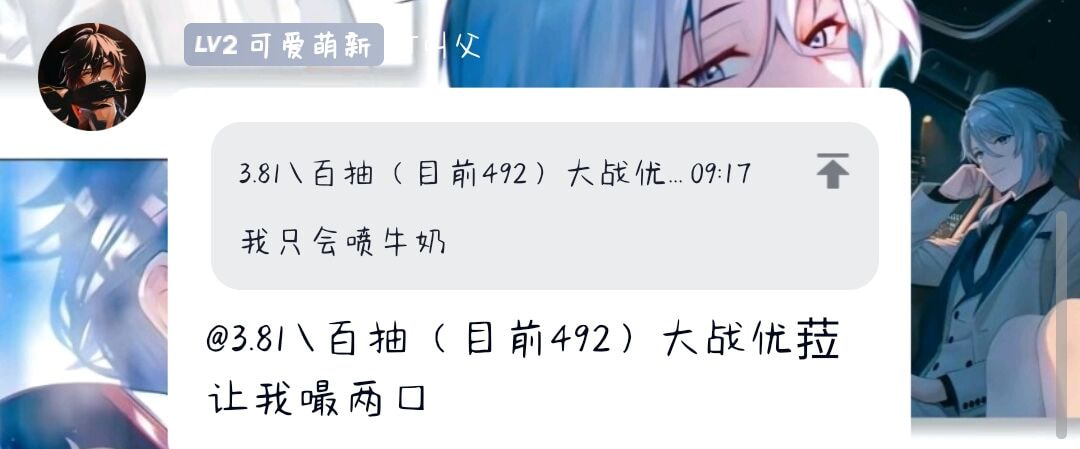 LV2 可爱萌新 叫父
3.81\百抽（目前492）大战优... 09:17
我只会喷牛奶
@3.81\百抽（目前492）大战优菈
让我嘬两口